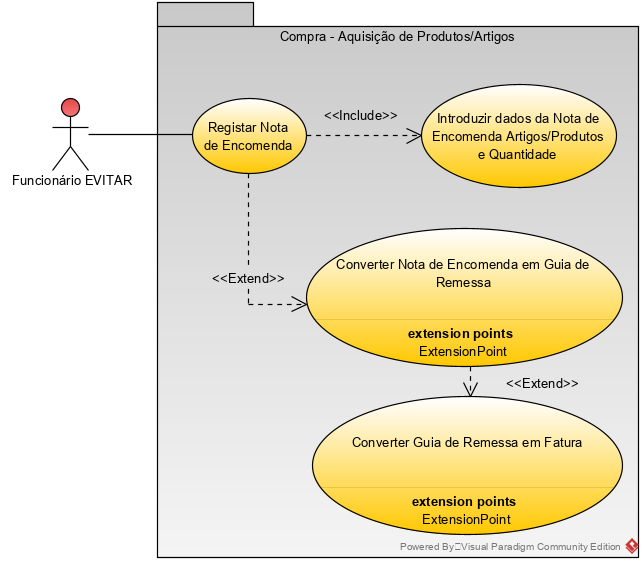 Compra - Aquisição de Produtos/Artigos
<<Include>>
Registar Nota
de Encomenda
Introduzir dados da Nota de
Encomenda Artigos/Produtos
e Quantidade
Funcionário EVITAR
<<Extend>>
Converter Nota de Encomenda em Guia de
Remessa
extension points
ExtensionPoint
<<Extend>>
Converter Guia de Remessa em Fatura
extension points
ExtensionPoint
Powered By Visual Paradigm Community Edition